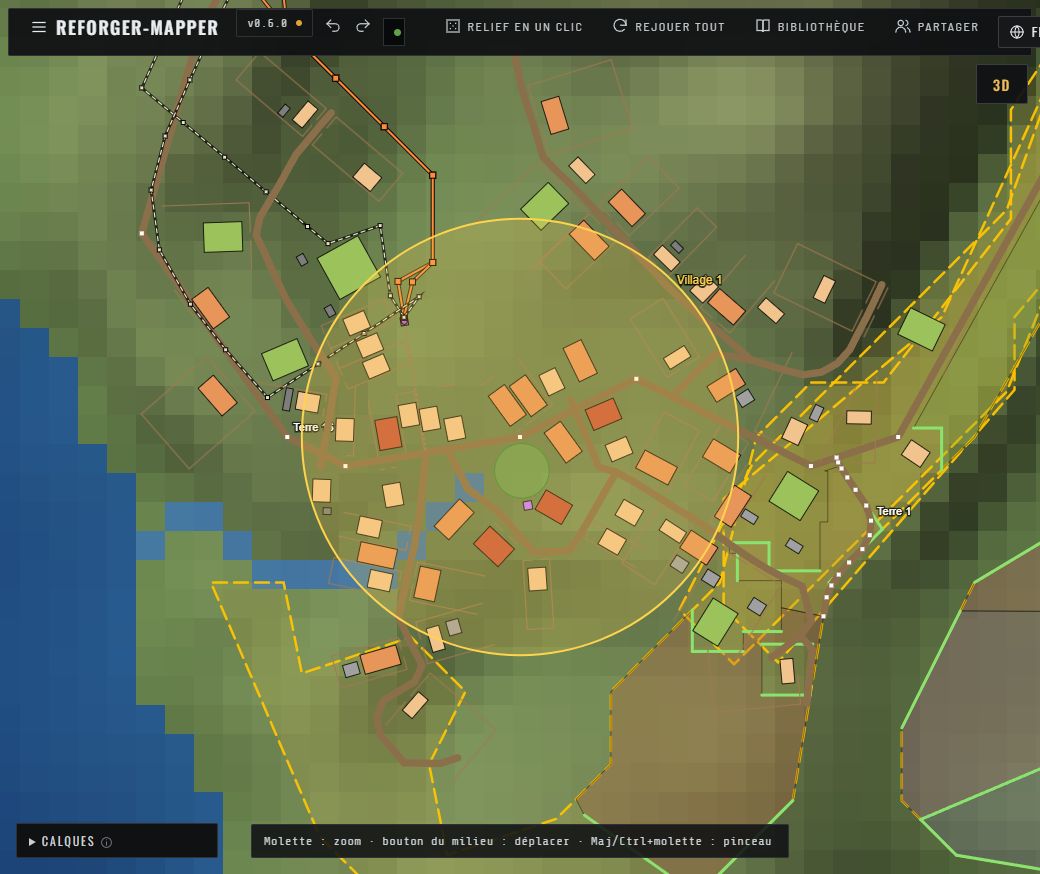 REFORGER-MAPPER
v0.6.0
RELIEF EN UN CLIC
REJOUER TOUT
BIBLIOTHÈQUE
PARTAGER
3D
Village 1
Terre
Terre 1
CALQUES
Molette : zoom · bouton du milieu : déplacer · Maj/Ctrl+molette : pinceau